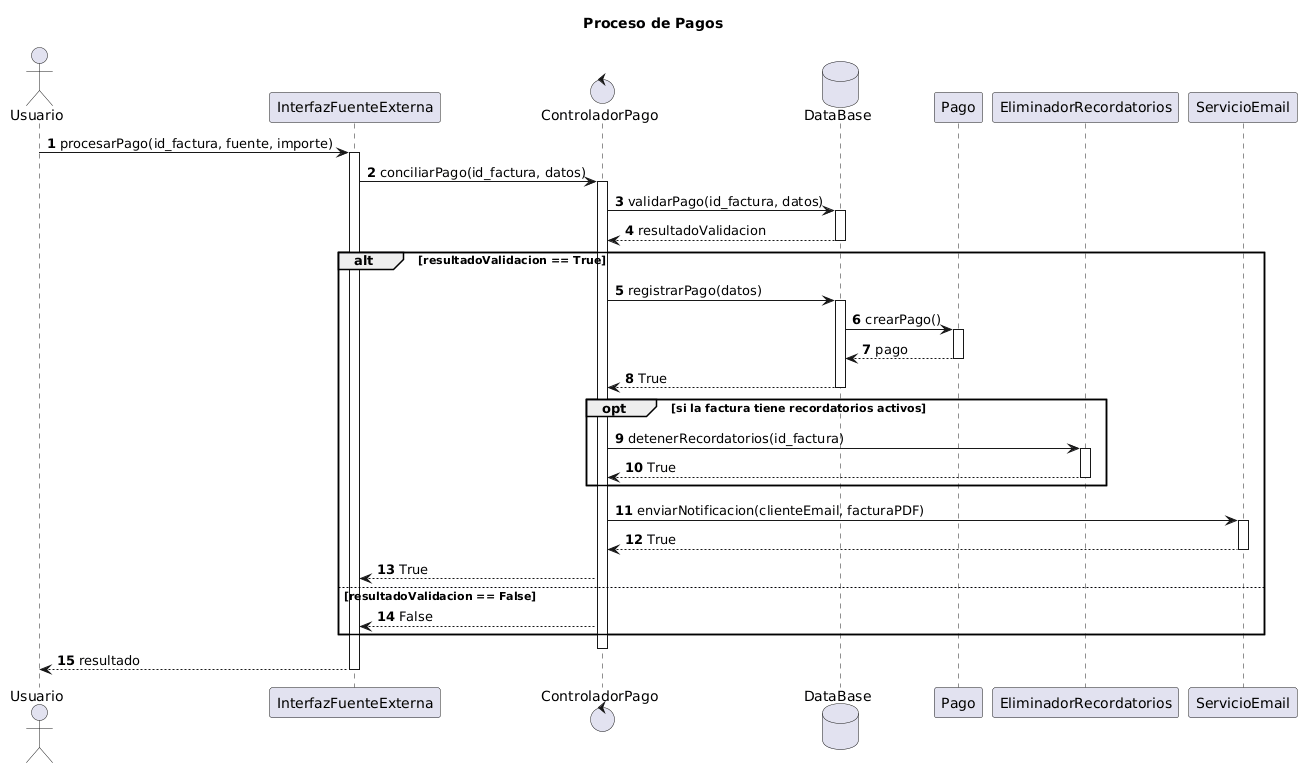 Proceso de Pagos
Usuario
InterfazFuenteExterna
ControladorPago
DataBase
Pago
EliminadorRecordatorios
ServicioEmail
1 procesarPago(id_factura, fuente, importe)
2 conciliarPago(id_factura, datos)
3 validarPago(id_factura, datos)
4 resultadoValidacion
alt [resultadoValidacion == True]
5 registrarPago(datos)
6 crearPago()
7 pago
8 True
opt [si la factura tiene recordatorios activos]
9 detenerRecordatorios(id_factura)
10 True
11 enviarNotificacion(clienteEmail, facturaPDF)
12 True
13 True
[resultadoValidacion == False]
14 False
15 resultado
Usuario
InterfazFuenteExterna
ControladorPago
DataBase
Pago
EliminadorRecordatorios
ServicioEmail